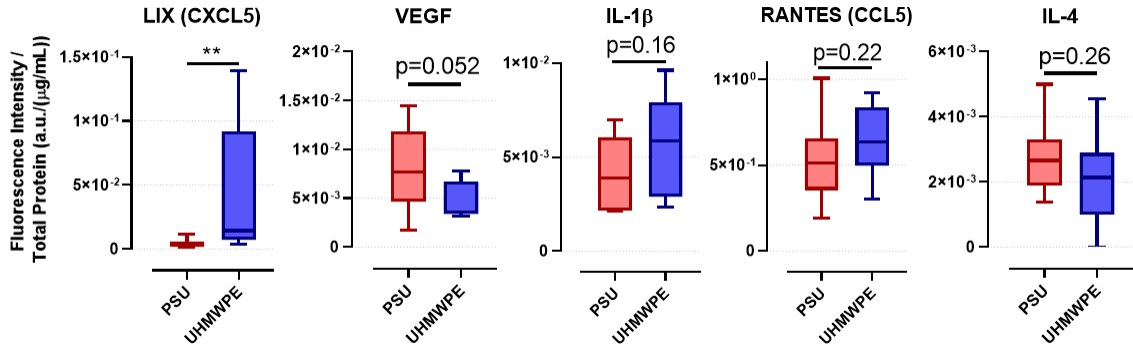 LIX (CXCL5)
VEGF
IL-1β
RANTES (CCL5)
IL-4
Fluorescence Intensity /
Total Protein (a.u./(μg/mL))
1.5×10⁻¹
1×10⁻¹
5×10⁻²
0
**
PSU
UHMWPE
2×10⁻²
1.5×10⁻²
1×10⁻²
5×10⁻³
0
p=0.052
PSU
UHMWPE
1×10⁻²
5×10⁻³
0
p=0.16
PSU
UHMWPE
1×10⁰
5×10⁻¹
0
p=0.22
PSU
UHMWPE
6×10⁻³
4×10⁻³
2×10⁻³
0
p=0.26
PSU
UHMWPE